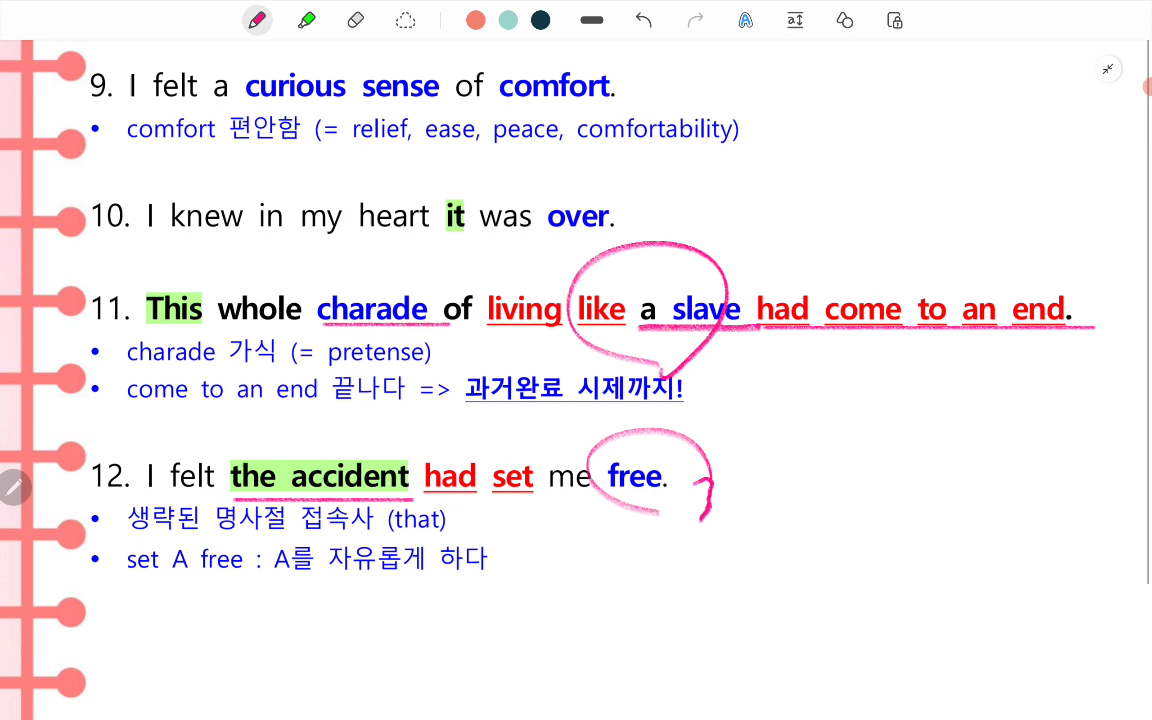 9. I felt a curious sense of comfort.
• comfort 편안함 (= relief, ease, peace, comfortability)
10. I knew in my heart it was over.
11. This whole charade of living like a slave had come to an end.
• charade 가식 (= pretense)
• come to an end 끝나다 => 과거완료 시제까지!
12. I felt the accident had set me free.
• 생략된 명사절 접속사 (that)
• set A free : A를 자유롭게 하다